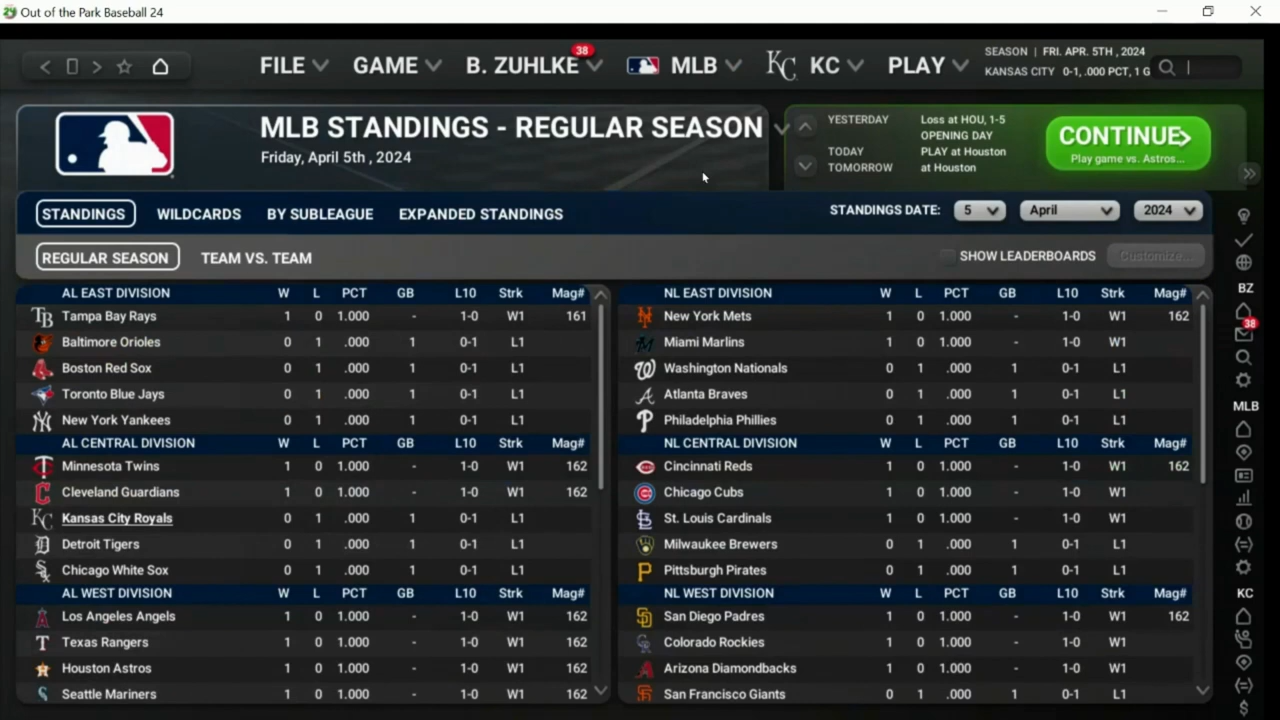 Out of the Park Baseball 24
FILE GAME B. ZUHLKE 38 MLB KC KC PLAY
SEASON | FRI. APR. 5TH , 2024
KANSAS CITY 0-1, .000 PCT, 1 G
MLB STANDINGS - REGULAR SEASON
Friday, April 5th , 2024
YESTERDAY Loss at HOU, 1-5
OPENING DAY
TODAY PLAY at Houston
TOMORROW at Houston
CONTINUE
Play game vs. Astros...
STANDINGS WILDCARDS BY SUBLEAGUE EXPANDED STANDINGS
STANDINGS DATE: 5 April 2024
REGULAR SEASON TEAM VS. TEAM
SHOW LEADERBOARDS Customize...
AL EAST DIVISION W L PCT GB L10 Strk Mag#
TB Tampa Bay Rays 1 0 1.000 - 1-0 W1 161
Baltimore Orioles 0 1 .000 1 0-1 L1
Boston Red Sox 0 1 .000 1 0-1 L1
Toronto Blue Jays 0 1 .000 1 0-1 L1
NY New York Yankees 0 1 .000 1 0-1 L1
AL CENTRAL DIVISION W L PCT GB L10 Strk Mag#
Minnesota Twins 1 0 1.000 - 1-0 W1 162
C Cleveland Guardians 1 0 1.000 - 1-0 W1 162
KC Kansas City Royals 0 1 .000 1 0-1 L1
D Detroit Tigers 0 1 .000 1 0-1 L1
Chicago White Sox 0 1 .000 1 0-1 L1
AL WEST DIVISION W L PCT GB L10 Strk Mag#
A Los Angeles Angels 1 0 1.000 - 1-0 W1 162
T Texas Rangers 1 0 1.000 - 1-0 W1 162
H Houston Astros 1 0 1.000 - 1-0 W1 162
S Seattle Mariners 1 0 1.000 - 1-0 W1 162
NL EAST DIVISION W L PCT GB L10 Strk Mag#
NY New York Mets 1 0 1.000 - 1-0 W1 162
Miami Marlins 1 0 1.000 - 1-0 W1
W Washington Nationals 0 1 .000 1 0-1 L1
A Atlanta Braves 0 1 .000 1 0-1 L1
P Philadelphia Phillies 0 1 .000 1 0-1 L1
NL CENTRAL DIVISION W L PCT GB L10 Strk Mag#
Cincinnati Reds 1 0 1.000 - 1-0 W1 162
Chicago Cubs 1 0 1.000 - 1-0 W1
St. Louis Cardinals 1 0 1.000 - 1-0 W1
Milwaukee Brewers 0 1 .000 1 0-1 L1
P Pittsburgh Pirates 0 1 .000 1 0-1 L1
NL WEST DIVISION W L PCT GB L10 Strk Mag#
SD San Diego Padres 1 0 1.000 - 1-0 W1 162
Colorado Rockies 1 0 1.000 - 1-0 W1
A Arizona Diamondbacks 1 0 1.000 - 1-0 W1
SF San Francisco Giants 0 1 .000 1 0-1 L1
BZ
38
MLB
KC
$